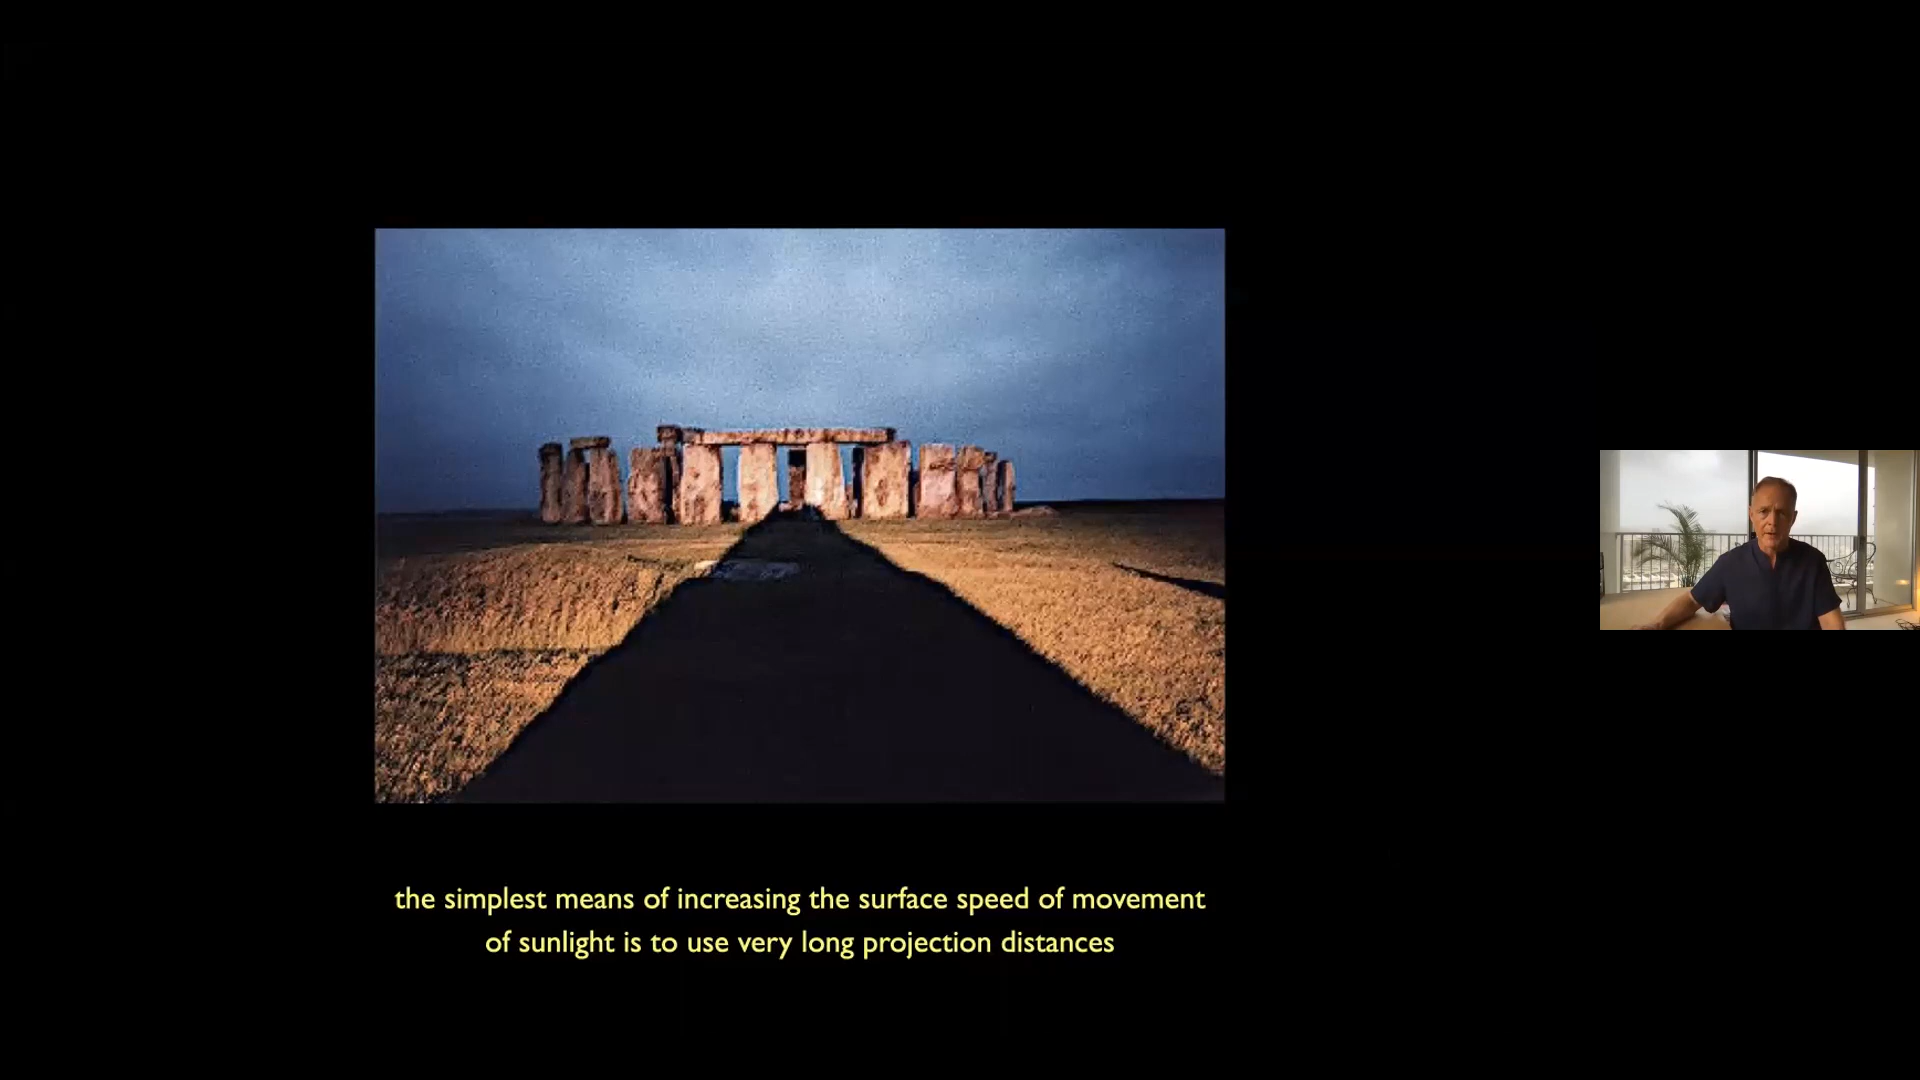 the simplest means of increasing the surface speed of movement
of sunlight is to use very long projection distances